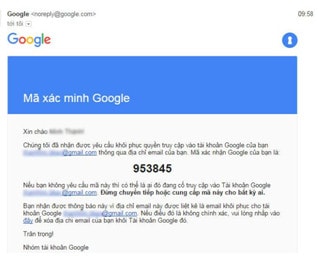 Google <noreply@google.com> 09:58
tới tôi
Google
Mã xác minh Google
Xin chào
Chúng tôi đã nhận được yêu cầu khôi phục quyền truy cập vào tài khoản Google của bạn
@gmail.com thông qua địa chỉ email của bạn. Mã xác nhận Google của bạn là:
953845
Nếu bạn không yêu cầu mã này thì có thể là ai đó đang cố truy cập vào Tài khoản Google
@gmail.com. Đừng chuyển tiếp hoặc cung cấp mã này cho bất kỳ ai.
Bạn nhận được thông báo này vì địa chỉ email này được liệt kê là email khôi phục cho tài
khoản Google @gmail.com. Nếu điều đó là không chính xác, vui lòng nhấp vào
đây để xóa địa chỉ email của bạn khỏi Tài khoản Google đó.
Trân trọng!
Nhóm tài khoản Google